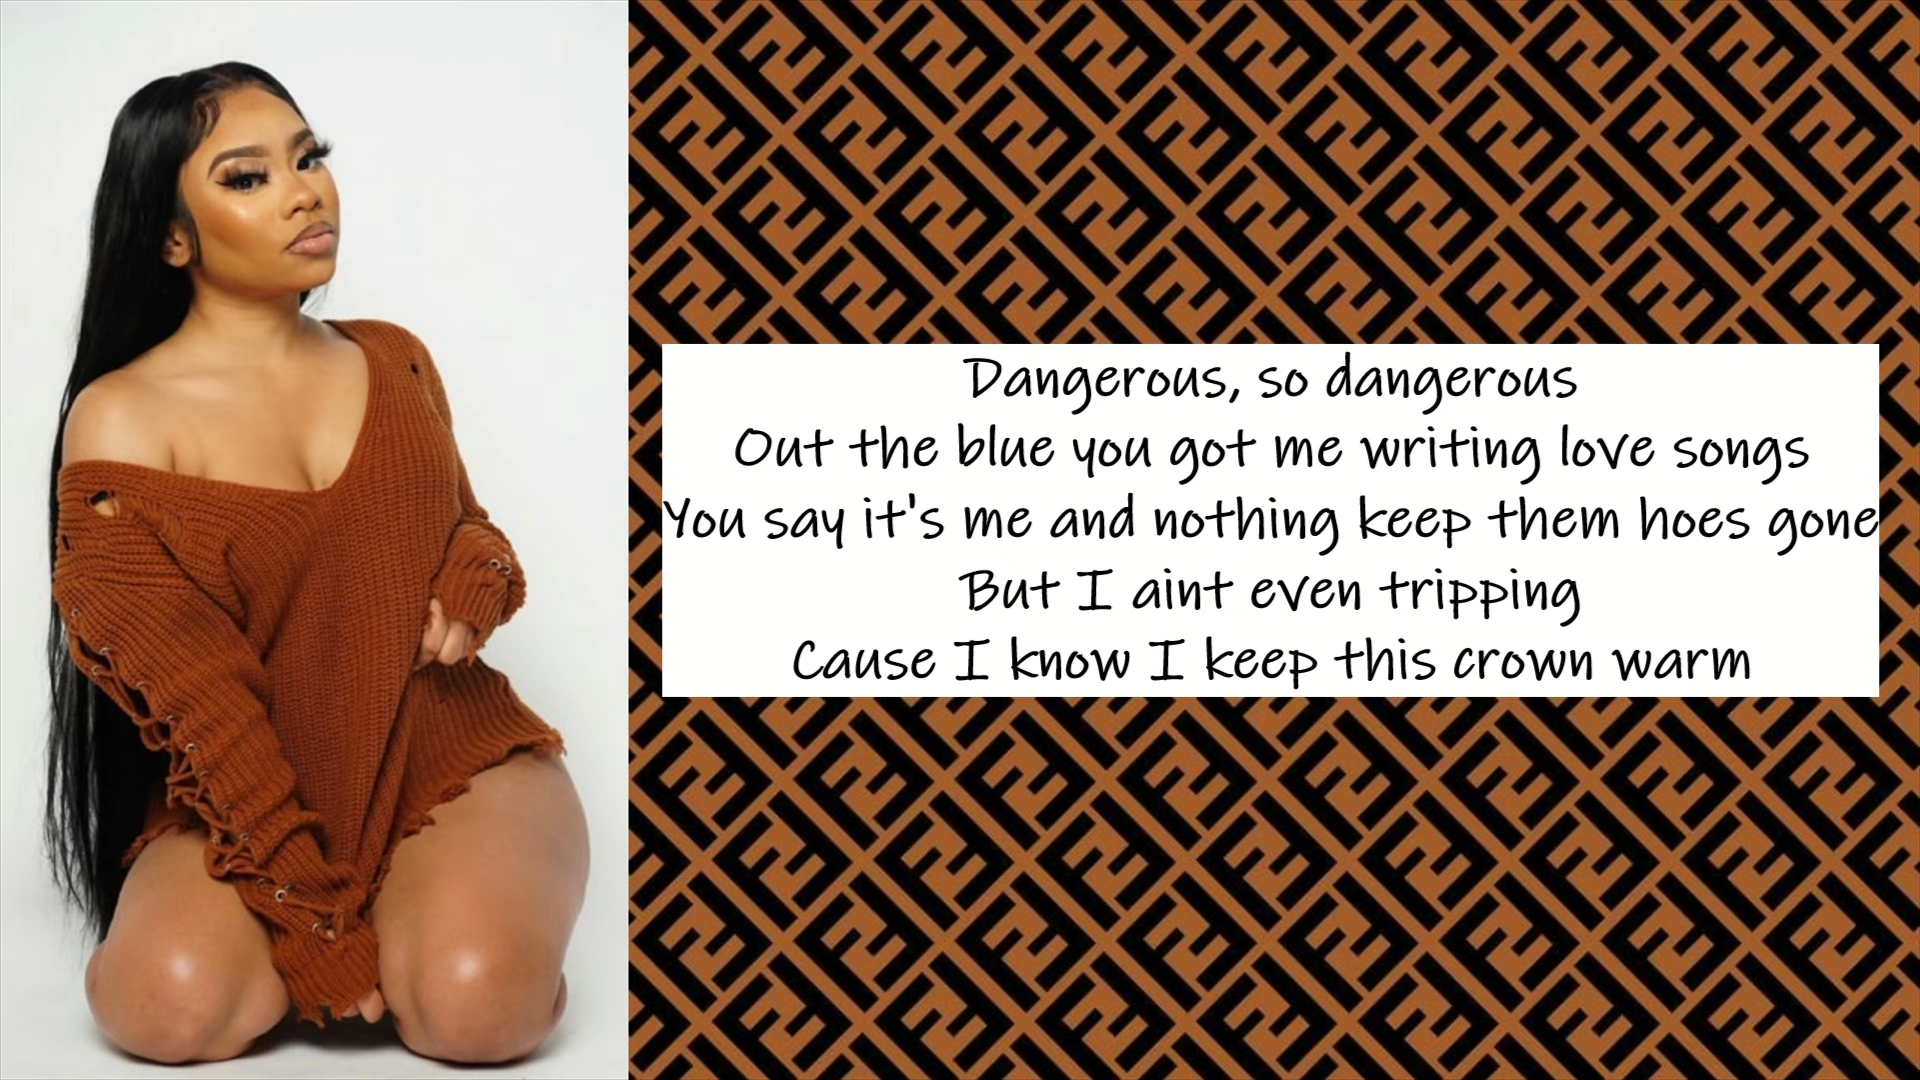 Dangerous, so dangerous
Out the blue you got me writing love songs
You say it's me and nothing keep them hoes gone
But I aint even tripping
Cause I know I keep this crown warm